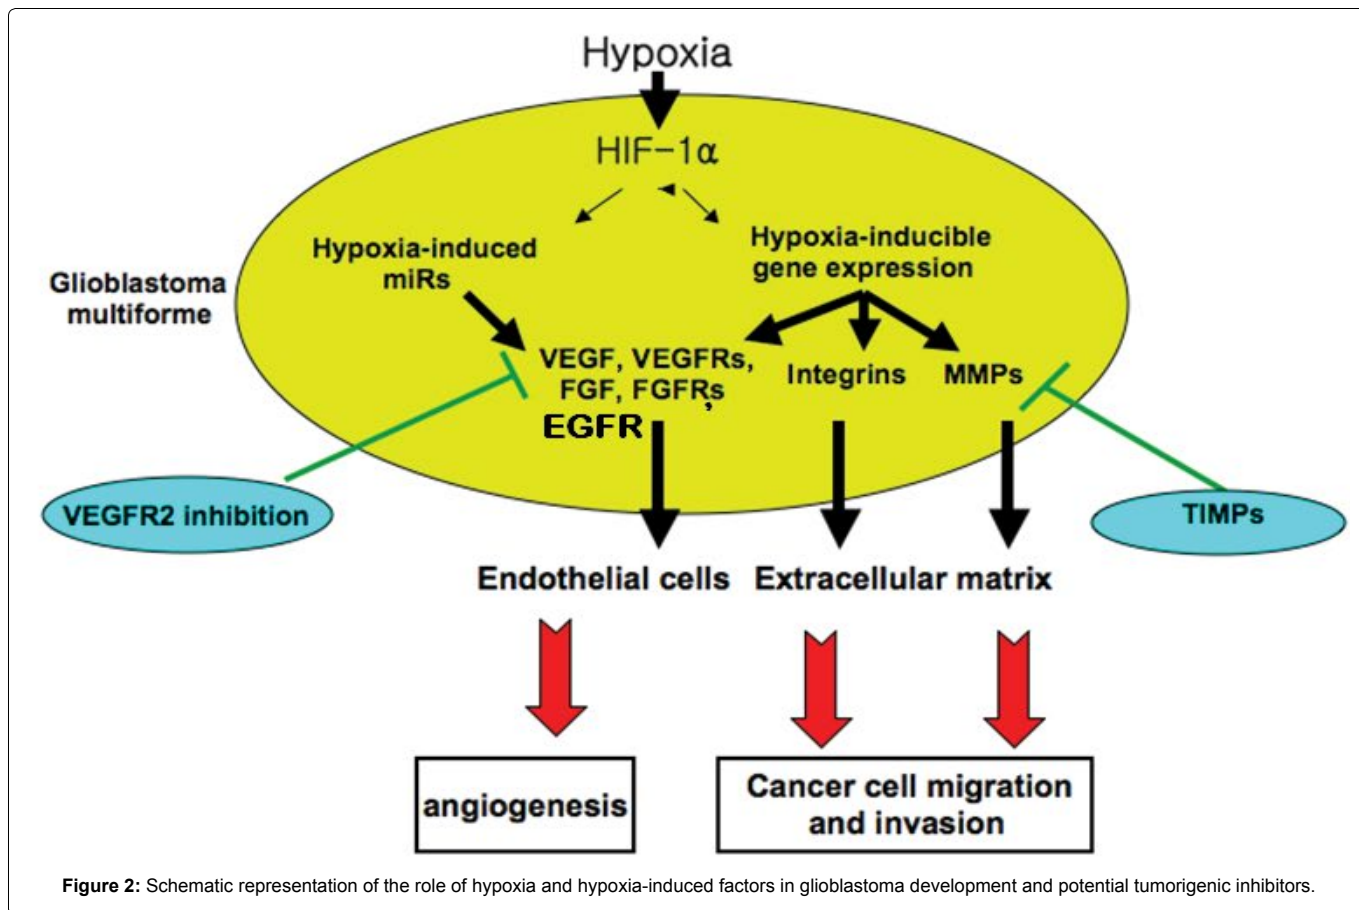 Hypoxia
HIF-1α
Hypoxia-induced
miRs
Hypoxia-inducible
gene expression
Glioblastoma
multiforme
VEGF, VEGFRs,
FGF, FGFRs,
EGFR
Integrins
MMPs
VEGFR2 inhibition
TIMPs
Endothelial cells
Extracellular matrix
angiogenesis
Cancer cell migration
and invasion
Figure 2: Schematic representation of the role of hypoxia and hypoxia-induced factors in glioblastoma development and potential tumorigenic inhibitors.